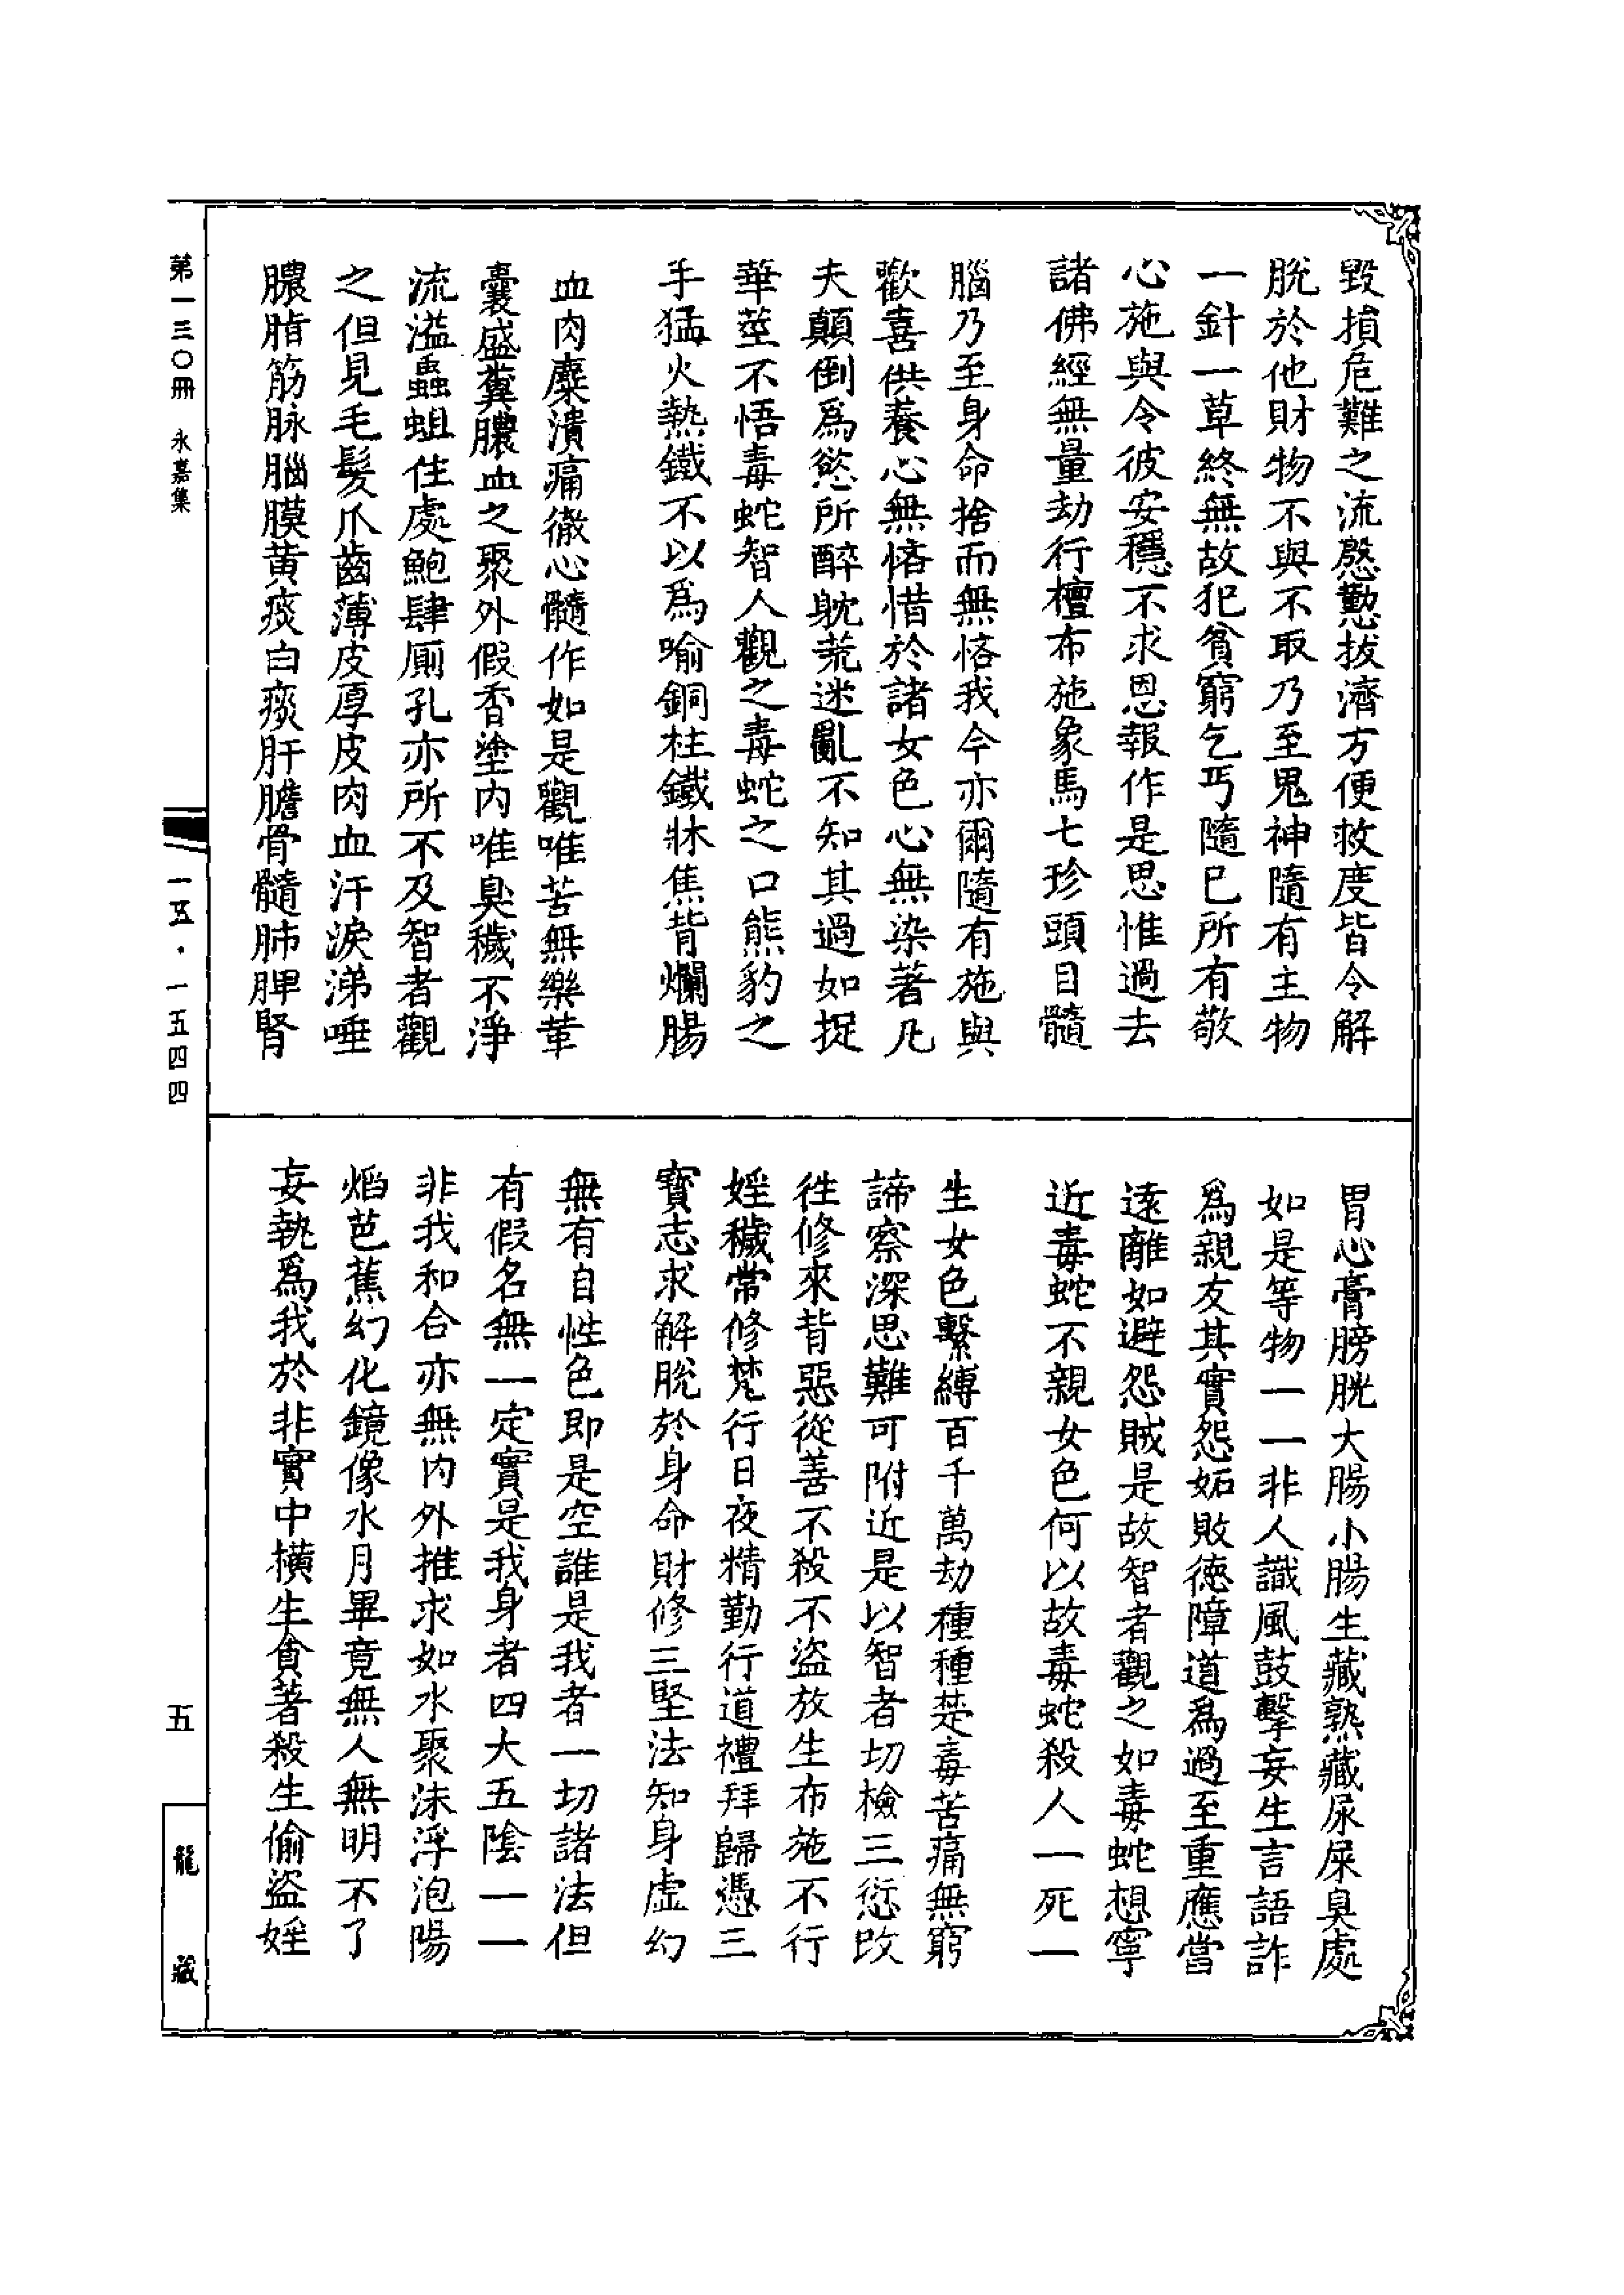 毀損危難之流慇懃拔濟方便救度皆令解
脫於他財物不與不取乃至鬼神隨有主物
一針一草終無故犯貧窮乞丐隨已所有敬
心施與令彼安穩不求恩報作是思惟過去
諸佛經無量劫行檀布施象馬七珍頭目髓
腦乃至身命捨而無悋我今亦爾隨有施與
歡喜供養心無悋惜於諸女色心無染著凡
夫顛倒爲慾所醉躭荒迷亂不知其過如捉
華莖不悟毒蛇智人觀之毒蛇之口熊豹之
手猛火熱鐵不以爲喻銅柱鐵牀焦背爛腸
血肉糜潰痛徹心髓作如是觀唯苦無樂革
囊盛糞膿血之聚外假香塗內唯臭穢不淨
流溢蟲蛆住處鮑肆廁孔亦所不及智者觀
之但見毛髮爪齒薄皮厚皮肉血汗淚涕唾
膿脂筋脉腦膜黃痰白痰肝膽骨髓肺脾腎
胃心膏膀胱大腸小腸生藏熟藏尿屎臭處
如是等物一一非人識風鼓擊妄生言語詐
爲親友其實怨妬敗德障道爲過至重應當
遠離如避怨賊是故智者觀之如毒蛇想寧
近毒蛇不親女色何以故毒蛇殺人一死一
生女色繫縛百千萬劫種種楚毒苦痛無窮
諦察深思難可附近是以智者切檢三愆改
往修來背惡從善不殺不盜放生布施不行
婬穢常修梵行日夜精勤行道禮拜歸憑三
寶志求解脫於身命財修三堅法知身虛幻
無有自性色即是空誰是我者一切諸法但
有假名無一定實是我身者四大五陰一一
非我和合亦無內外推求如水聚沫浮泡陽
焰芭蕉幻化鏡像水月畢竟無人無明不了
妄執爲我於非實中橫生貪著殺生偷盜婬
第一三〇冊 永嘉集
一五·一五四四
五
龍藏